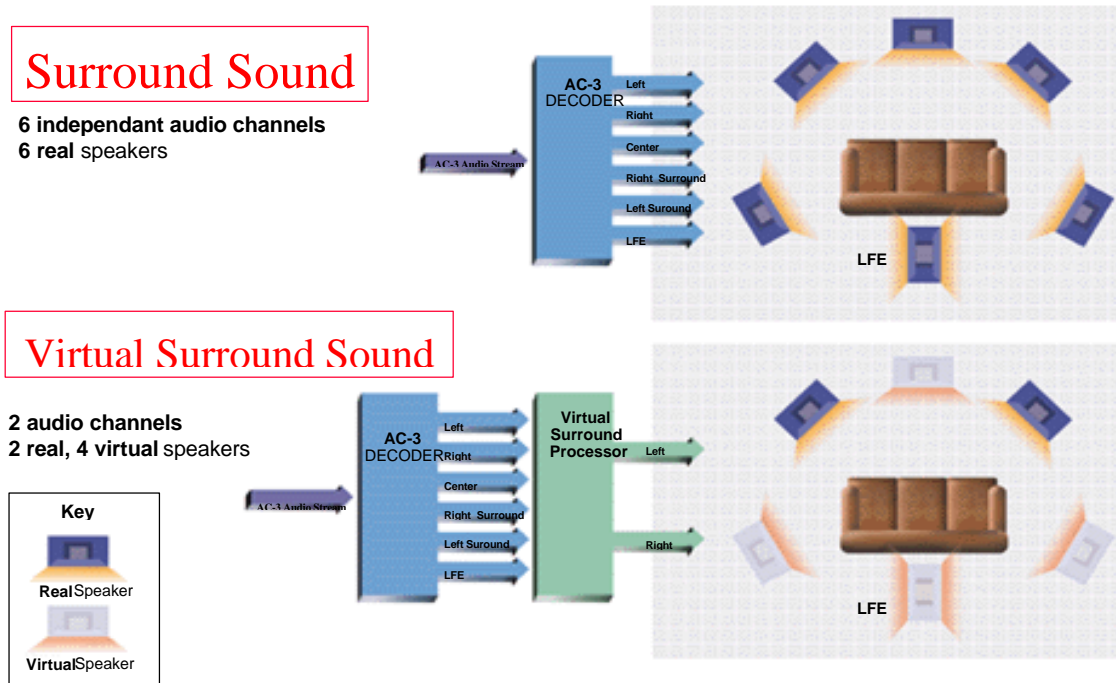 Surround Sound
6 independant audio channels
6 real speakers
AC-3 Audio Stream
AC-3
DECODER
Left
Right
Center
Right Surround
Left Suround
LFE
LFE
Virtual Surround Sound
2 audio channels
2 real, 4 virtual speakers
Key
Real Speaker
Virtual Speaker
AC-3 Audio Stream
AC-3
DECODER
Left
Right
Center
Right Surround
Left Suround
LFE
Virtual
Surround
Processor
Left
Right
LFE